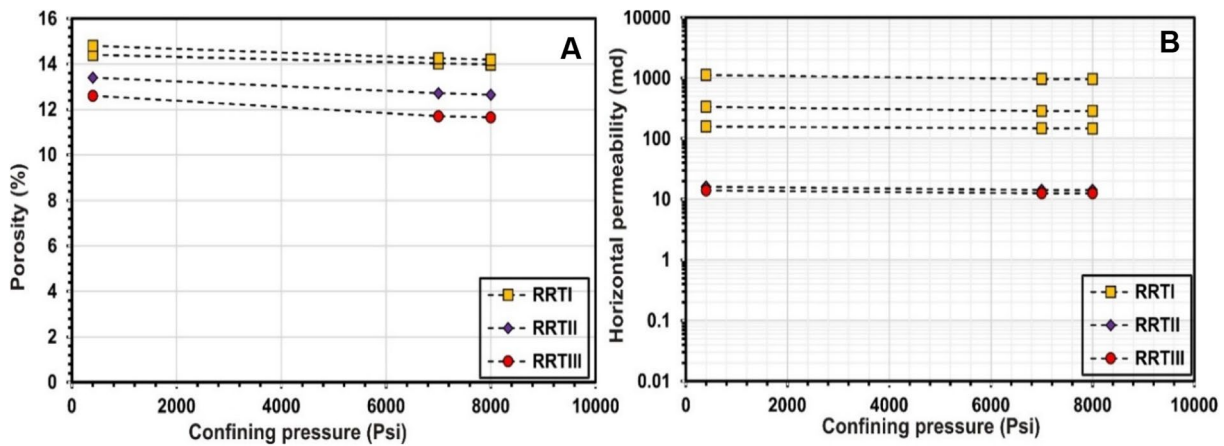 A
Porosity (%)
16
14
12
10
8
6
4
2
0
0 2000 4000 6000 8000 10000
Confining pressure (Psi)
RRTI
RRTII
RRTIII
B
Horizontal permeability (md)
10000
1000
100
10
1
0.1
0.01
0 2000 4000 6000 8000 10000
Confining pressure (Psi)
RRTI
RRTII
RRTIII